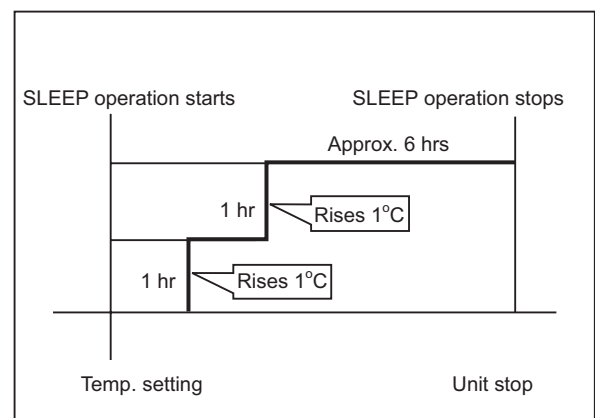 SLEEP operation starts
SLEEP operation stops
Approx. 6 hrs
1 hr
Rises 1°C
1 hr
Rises 1°C
Temp. setting
Unit stop